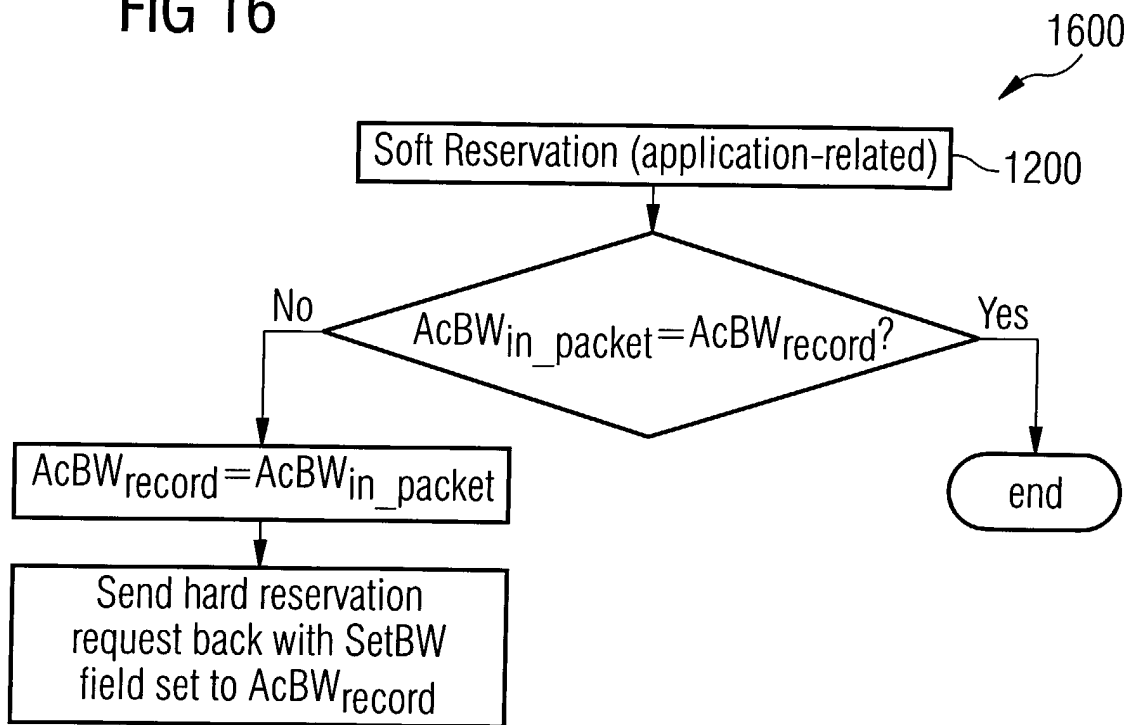 FIG 16
1600
Soft Reservation (application-related)
1200
No
AcBWin_packet=AcBWrecord?
Yes
AcBWrecord=AcBWin_packet
end
Send hard reservation
request back with SetBW
field set to AcBWrecord